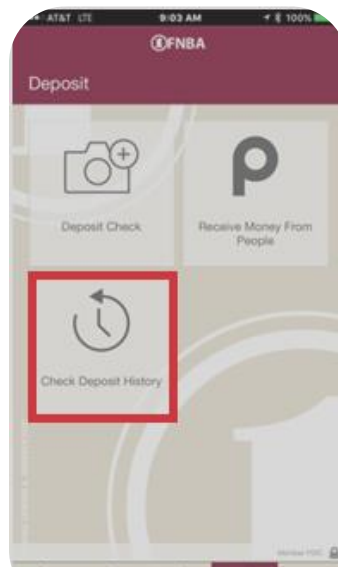 AT&T LTE 9:03 AM 100%
FNBA
Deposit
Deposit Check
Receive Money From
People
Check Deposit History
Member FDIC